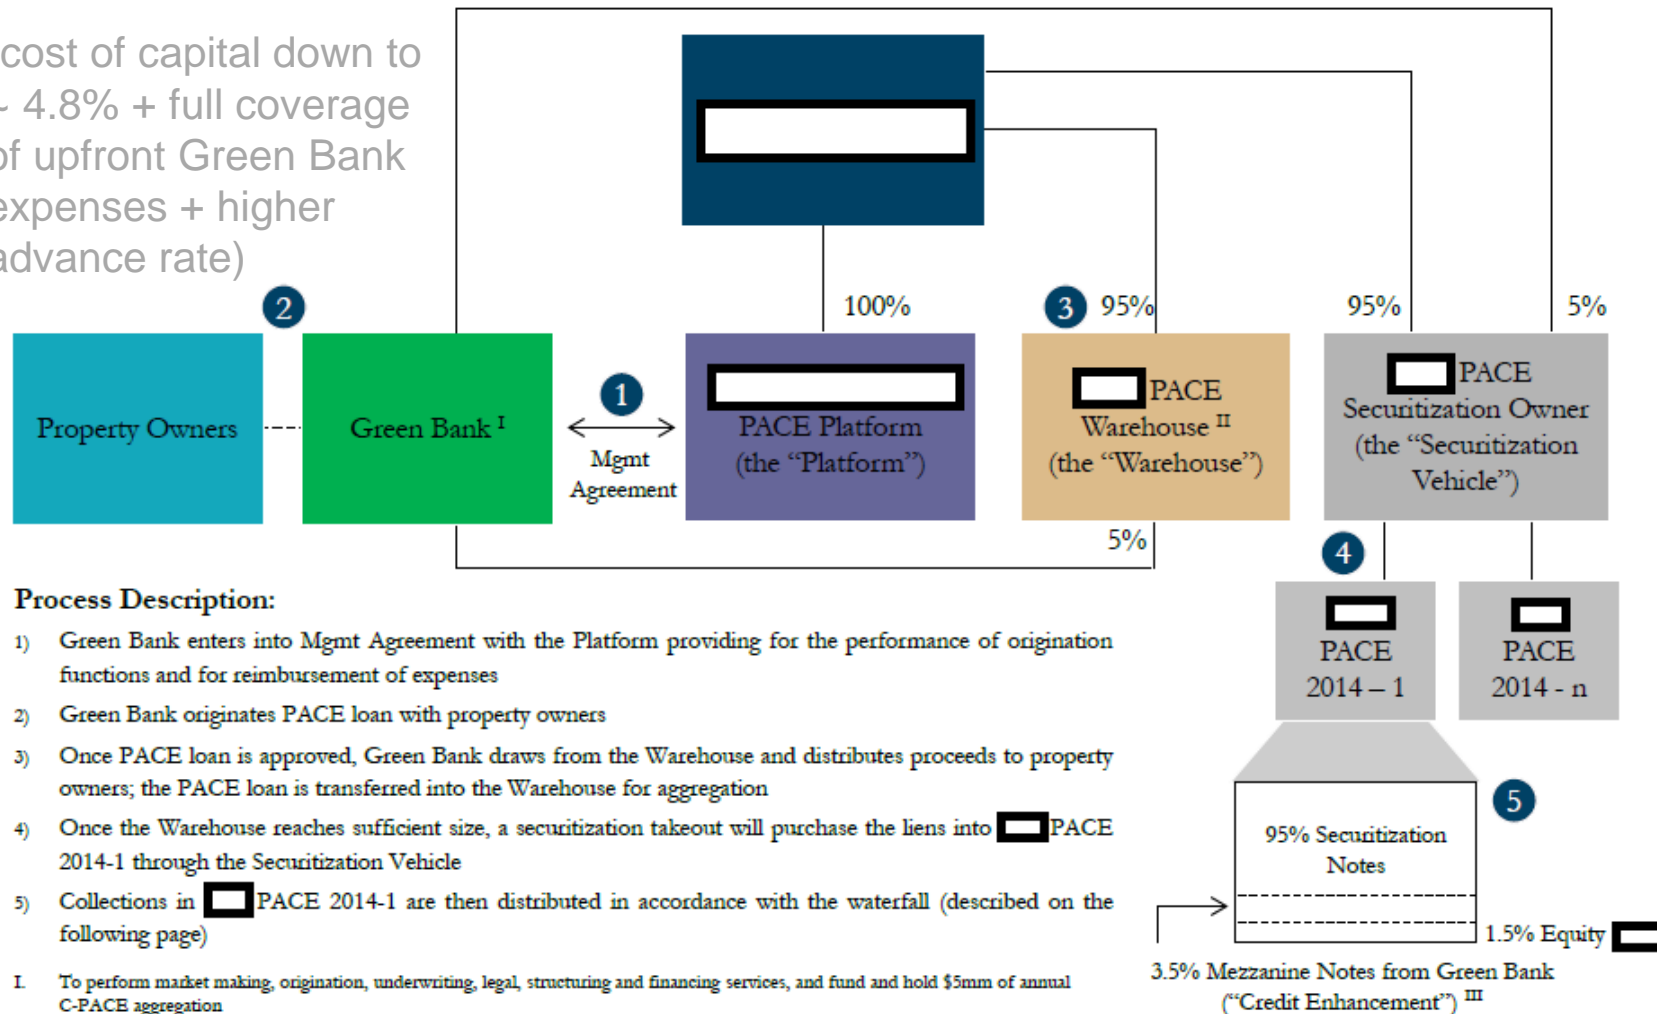 cost of capital down to
~ 4.8% + full coverage
of upfront Green Bank
expenses + higher
advance rate)
2
100%
3
95%
95%
5%
Property Owners
Green Bank I
1
Mgmt
Agreement
PACE Platform
(the “Platform”)
PACE
Warehouse II
(the “Warehouse”)
PACE
Securitization Owner
(the “Securitization
Vehicle”)
5%
4
PACE
2014 – 1
PACE
2014 - n
Process Description:
1) Green Bank enters into Mgmt Agreement with the Platform providing for the performance of origination
functions and for reimbursement of expenses
2) Green Bank originates PACE loan with property owners
3) Once PACE loan is approved, Green Bank draws from the Warehouse and distributes proceeds to property
owners; the PACE loan is transferred into the Warehouse for aggregation
4) Once the Warehouse reaches sufficient size, a securitization takeout will purchase the liens into PACE
2014-1 through the Securitization Vehicle
5) Collections in PACE 2014-1 are then distributed in accordance with the waterfall (described on the
following page)
I. To perform market making, origination, underwriting, legal, structuring and financing services, and fund and hold $5mm of annual
C-PACE aggregation
5
95% Securitization
Notes
1.5% Equity
3.5% Mezzanine Notes from Green Bank
(“Credit Enhancement”) III